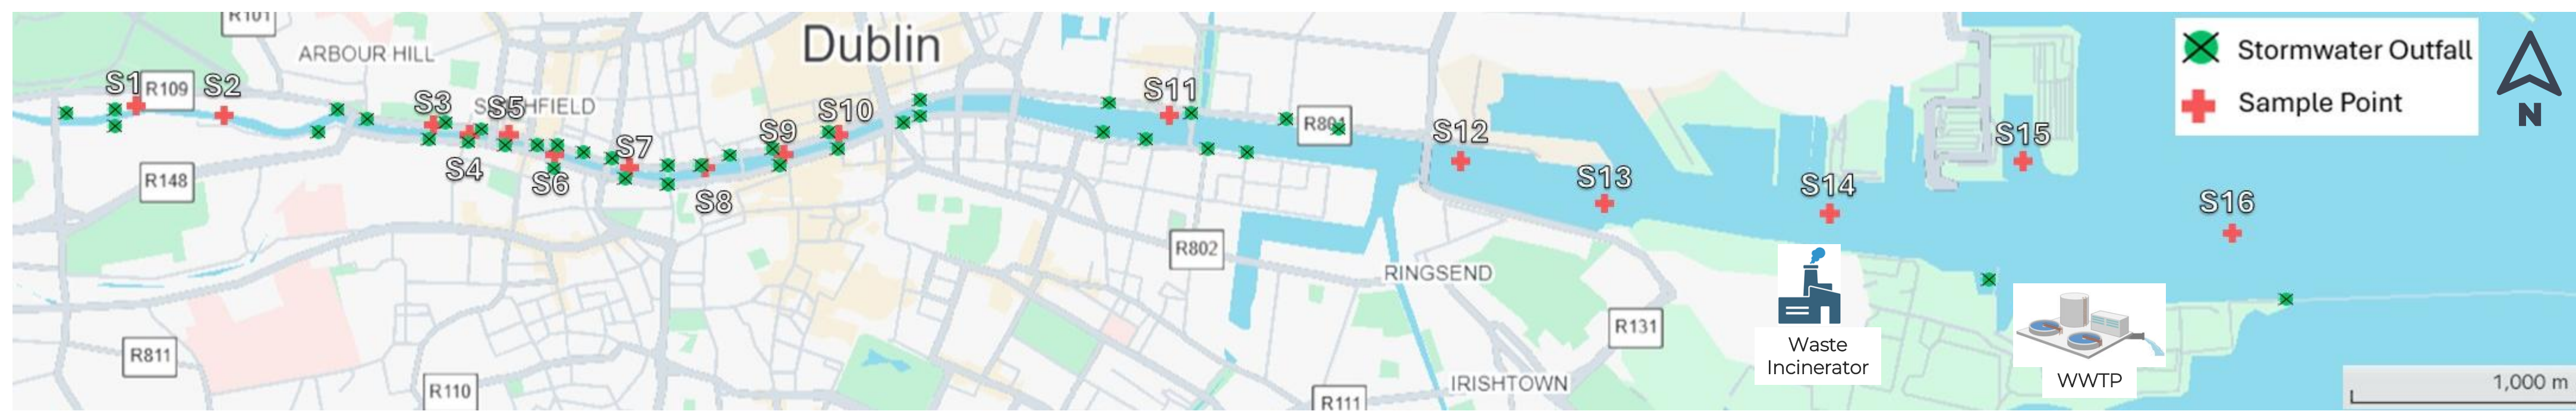 R101
ARBOUR HILL
Dublin
Stormwater Outfall
Sample Point
N
S1
R109
S2
S3
S5
S4
S6
S7
S8
S9
S10
S11
R801
S12
S13
S14
S15
S16
R148
R802
RINGSEND
R131
R811
R110
R111
IRISHTOWN
Waste
Incinerator
WWTP
1,000 m